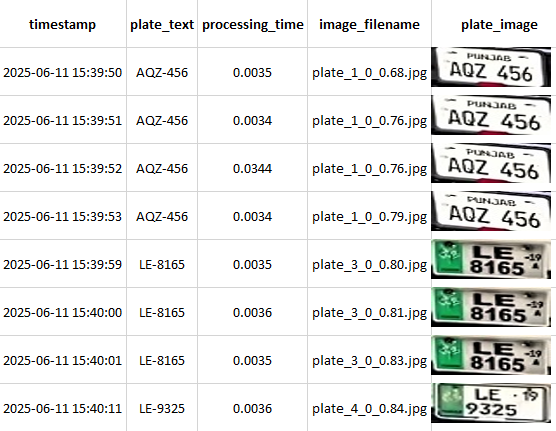 timestamp plate_text processing_time image_filename plate_image
2025-06-11 15:39:50 AQZ-456 0.0035 plate_1_0_0.68.jpg PUNJAB
AQZ 456
2025-06-11 15:39:51 AQZ-456 0.0034 plate_1_0_0.76.jpg PUNJAB
AQZ 456
2025-06-11 15:39:52 AQZ-456 0.0344 plate_1_0_0.76.jpg PUNJAB
AQZ 456
2025-06-11 15:39:53 AQZ-456 0.0034 plate_1_0_0.79.jpg PUNJAB
AQZ 456
2025-06-11 15:39:59 LE-8165 0.0035 plate_3_0_0.80.jpg LE -19
8165 A
2025-06-11 15:40:00 LE-8165 0.0036 plate_3_0_0.81.jpg LE -19
8165 A
2025-06-11 15:40:01 LE-8165 0.0035 plate_3_0_0.83.jpg LE -19
8165 A
2025-06-11 15:40:11 LE-9325 0.0036 plate_4_0_0.84.jpg LE 19
9325